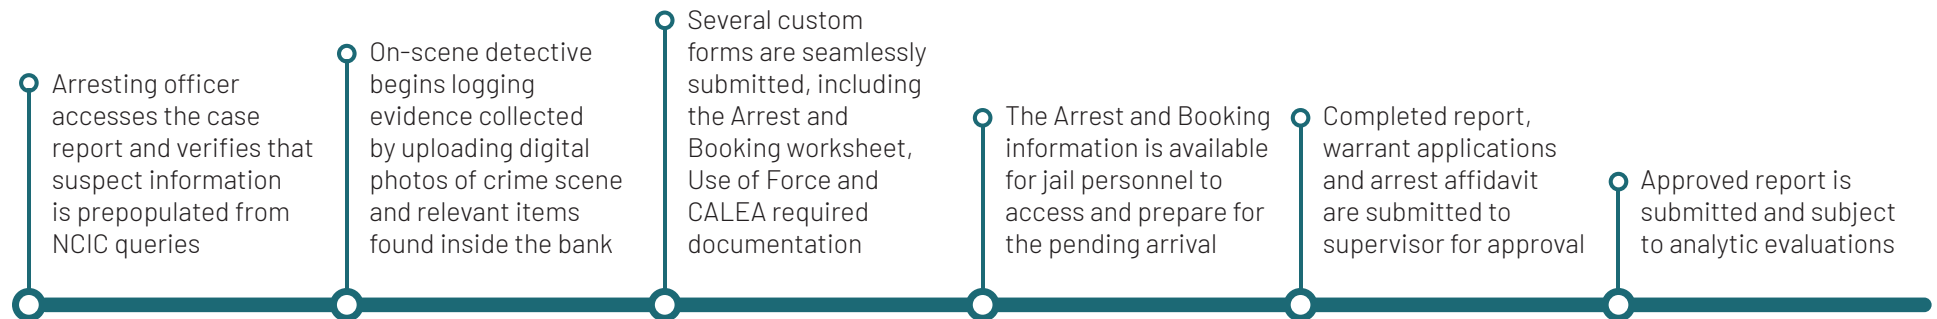 Arresting officer
accesses the case
report and verifies that
suspect information
is prepopulated from
NCIC queries
On-scene detective
begins logging
evidence collected
by uploading digital
photos of crime scene
and relevant items
found inside the bank
Several custom
forms are seamlessly
submitted, including
the Arrest and
Booking worksheet,
Use of Force and
CALEA required
documentation
The Arrest and Booking
information is available
for jail personnel to
access and prepare for
the pending arrival
Completed report,
warrant applications
and arrest affidavit
are submitted to
supervisor for approval
Approved report is
submitted and subject
to analytic evaluations